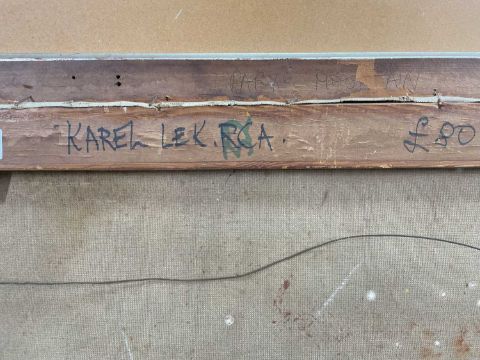 KAREL LEK. RCA. £80